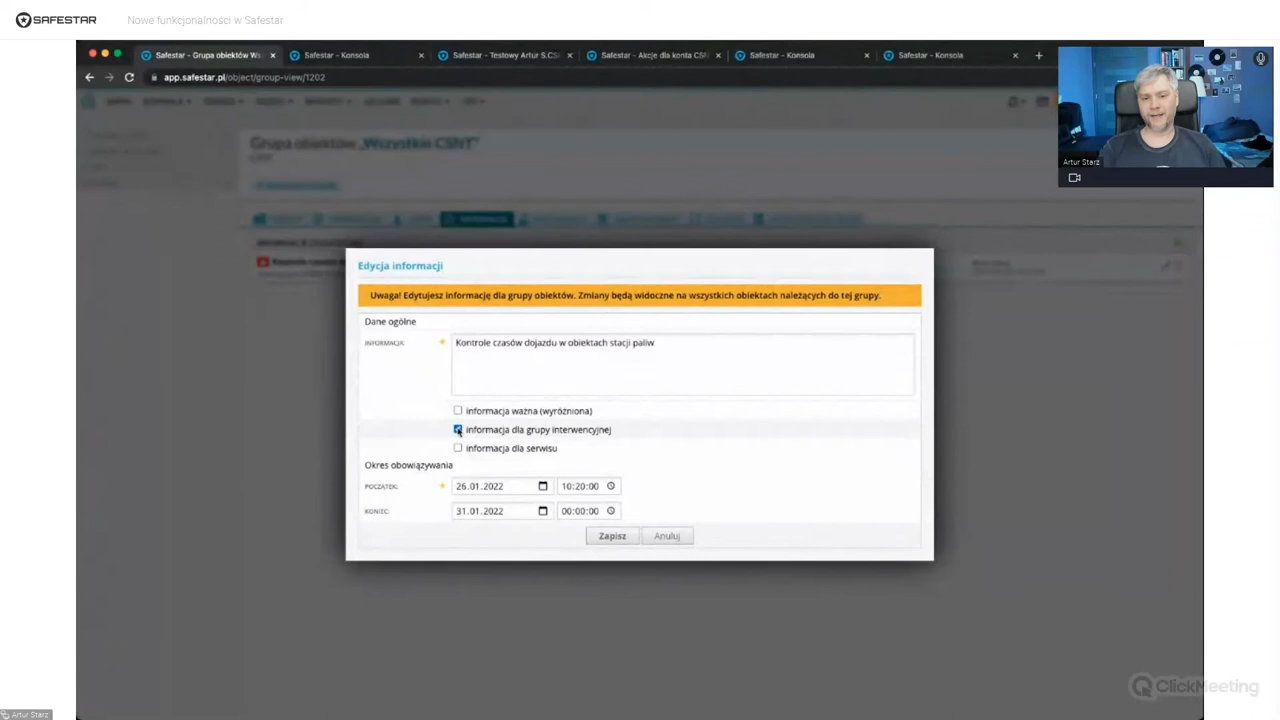 SAFESTAR
Nowe funkcjonalności w Safestar
Safestar - Grupa obiektów Ws
Safestar - Konsola
Safestar - Testowy Artur S.CS
Safestar - Akcje dla konta CS
Safestar - Konsola
Safestar - Konsola
app.safestar.pl/object/group-view/1202
Grupa obiektów „Wszystkie CSNT"
Artur Starz
Edycja informacji
Uwaga! Edytujesz informację dla grupy obiektów. Zmiany będą widoczne na wszystkich obiektach należących do tej grupy.
Dane ogólne
INFORMACJA:
Kontrole czasów dojazdu w obiektach stacji paliw
informacja ważna (wyróżniona)
informacja dla grupy interwencyjnej
informacja dla serwisu
Okres obowiązywania
POCZĄTEK:
26.01.2022
10:20:00
KONIEC:
31.01.2022
00:00:00
Zapisz
Anuluj
ClickMeeting
Artur Starz